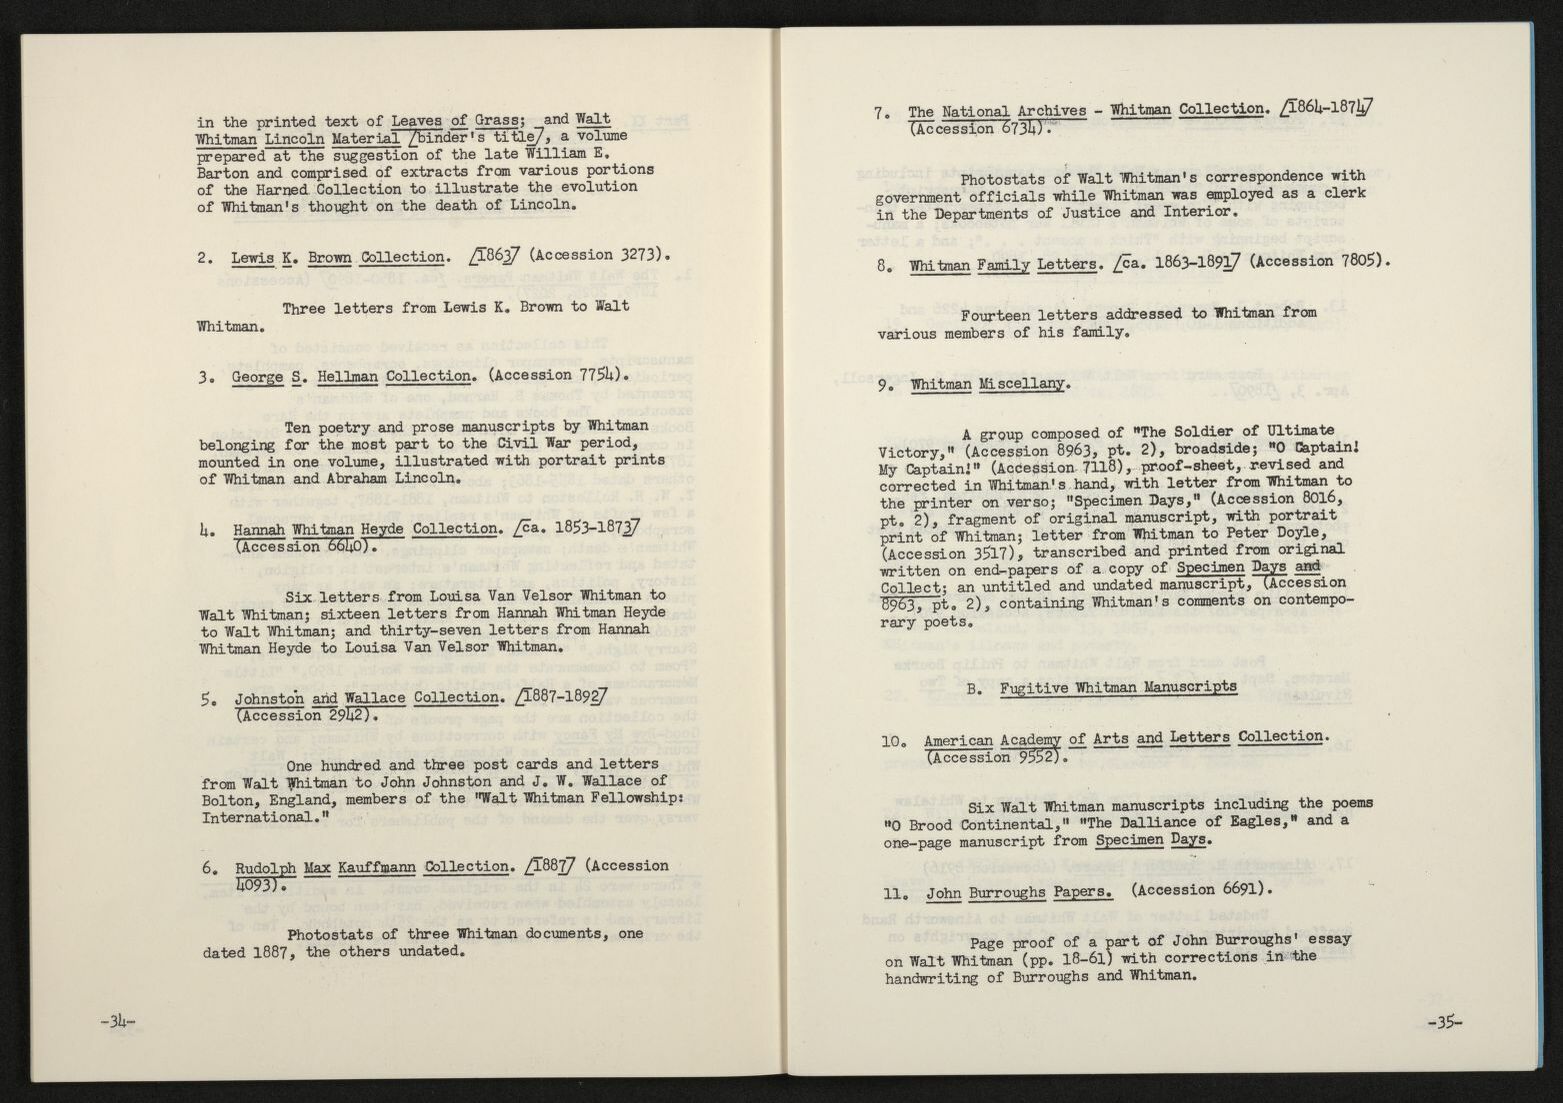 in the printed text of Leaves of Grass; and Walt
Whitman Lincoln Material [binder's title], a volume
prepared at the suggestion of the late William E.
Barton and comprised of extracts from various portions
of the Harned Collection to illustrate the evolution
of Whitman's thought on the death of Lincoln.
2. Lewis K. Brown Collection. [1863] (Accession 3273).
Three letters from Lewis K. Brown to Walt
Whitman.
3. George S. Hellman Collection. (Accession 7754).
Ten poetry and prose manuscripts by Whitman
belonging for the most part to the Civil War period,
mounted in one volume, illustrated with portrait prints
of Whitman and Abraham Lincoln.
4. Hannah Whitman Heyde Collection. [ca. 1853-1873]
(Accession 6640).
Six letters from Louisa Van Velsor Whitman to
Walt Whitman; sixteen letters from Hannah Whitman Heyde
to Walt Whitman; and thirty-seven letters from Hannah
Whitman Heyde to Louisa Van Velsor Whitman.
5. Johnston and Wallace Collection. [1887-1892]
(Accession 2942).
One hundred and three post cards and letters
from Walt Whitman to John Johnston and J. W. Wallace of
Bolton, England, members of the "Walt Whitman Fellowship:
International."
6. Rudolph Max Kauffmann Collection. [1887] (Accession
4093).
Photostats of three Whitman documents, one
dated 1887, the others undated.
-34-
7. The National Archives - Whitman Collection. [1864-1874]
(Accession 6734).
Photostats of Walt Whitman's correspondence with
government officials while Whitman was employed as a clerk
in the Departments of Justice and Interior.
8. Whitman Family Letters. [ca. 1863-1891] (Accession 7805).
Fourteen letters addressed to Whitman from
various members of his family.
9. Whitman Miscellany.
A group composed of "The Soldier of Ultimate
Victory," (Accession 8963, pt. 2), broadside; "O Captain!
My Captain!" (Accession 7118), proof-sheet, revised and
corrected in Whitman's hand, with letter from Whitman to
the printer on verso; "Specimen Days," (Accession 8016,
pt. 2), fragment of original manuscript, with portrait
print of Whitman; letter from Whitman to Peter Doyle,
(Accession 3517), transcribed and printed from original
written on end-papers of a copy of Specimen Days and
Collect; an untitled and undated manuscript, (Accession
8963, pt. 2), containing Whitman's comments on contempo-
rary poets.
B. Fugitive Whitman Manuscripts
10. American Academy of Arts and Letters Collection.
(Accession 9552).
Six Walt Whitman manuscripts including the poems
"O Brood Continental," "The Dalliance of Eagles," and a
one-page manuscript from Specimen Days.
11. John Burroughs Papers. (Accession 6691).
Page proof of a part of John Burroughs' essay
on Walt Whitman (pp. 18-61) with corrections in the
handwriting of Burroughs and Whitman.
-35-